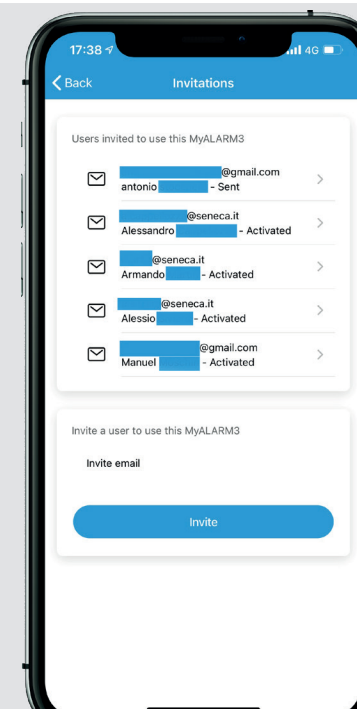 17:38
4G
Back
Invitations
Users invited to use this MyALARM3
@gmail.com
antonio - Sent
@seneca.it
Alessandro - Activated
@seneca.it
Armando - Activated
@seneca.it
Alessio - Activated
@gmail.com
Manuel - Activated
Invite a user to use this MyALARM3
Invite email
Invite